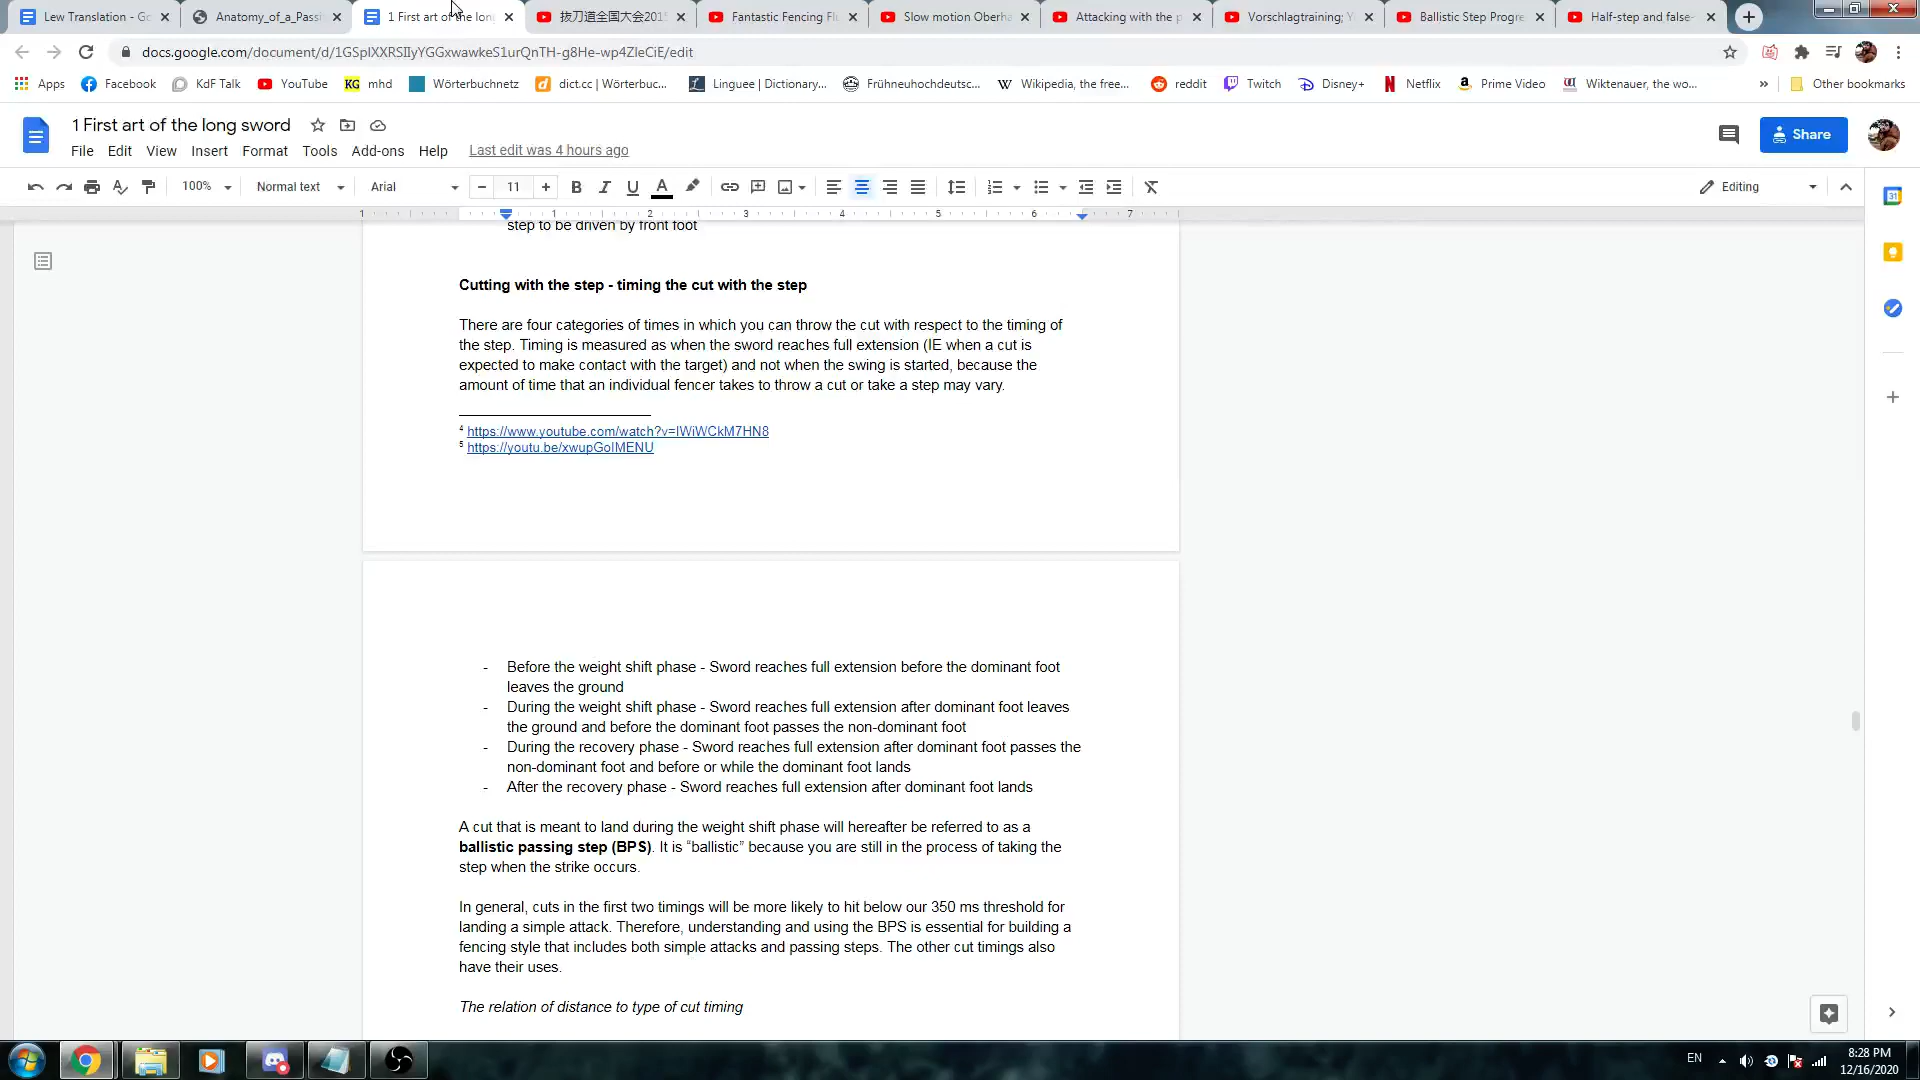 Lew Translation - Go
Anatomy_of_a_Passi
1 First art of the lon
抜刀道全国大会2015
Fantastic Fencing Flu
Slow motion Oberha
Attacking with the p
Vorschlagtraining; Y
Ballistic Step Progre
Half-step and false-
docs.google.com/document/d/1GSplXXRSIIyYGGxwawkeS1urQnTH-g8He-wp4ZleCiE/edit
Apps
Facebook
KdF Talk
YouTube
KG mhd
Wörterbuchnetz
dict.cc | Wörterbuc...
Linguee | Dictionary...
Frühneuhochdeutsc...
Wikipedia, the free...
reddit
Twitch
Disney+
Netflix
Prime Video
Wiktenauer, the wo...
»
Other bookmarks
1 First art of the long sword
Share
File Edit View Insert Format Tools Add-ons Help Last edit was 4 hours ago
100% Normal text Arial 11 Editing
1 1 2 3 4 5 6 7
step to be driven by front foot
Cutting with the step - timing the cut with the step
There are four categories of times in which you can throw the cut with respect to the timing of
the step. Timing is measured as when the sword reaches full extension (IE when a cut is
expected to make contact with the target) and not when the swing is started, because the
amount of time that an individual fencer takes to throw a cut or take a step may vary.
4 https://www.youtube.com/watch?v=IWiWCkM7HN8
5 https://youtu.be/xwupGolMENU
- Before the weight shift phase - Sword reaches full extension before the dominant foot
leaves the ground
- During the weight shift phase - Sword reaches full extension after dominant foot leaves
the ground and before the dominant foot passes the non-dominant foot
- During the recovery phase - Sword reaches full extension after dominant foot passes the
non-dominant foot and before or while the dominant foot lands
- After the recovery phase - Sword reaches full extension after dominant foot lands
A cut that is meant to land during the weight shift phase will hereafter be referred to as a
ballistic passing step (BPS). It is “ballistic” because you are still in the process of taking the
step when the strike occurs.
In general, cuts in the first two timings will be more likely to hit below our 350 ms threshold for
landing a simple attack. Therefore, understanding and using the BPS is essential for building a
fencing style that includes both simple attacks and passing steps. The other cut timings also
have their uses.
The relation of distance to type of cut timing
EN
8:28 PM
12/16/2020